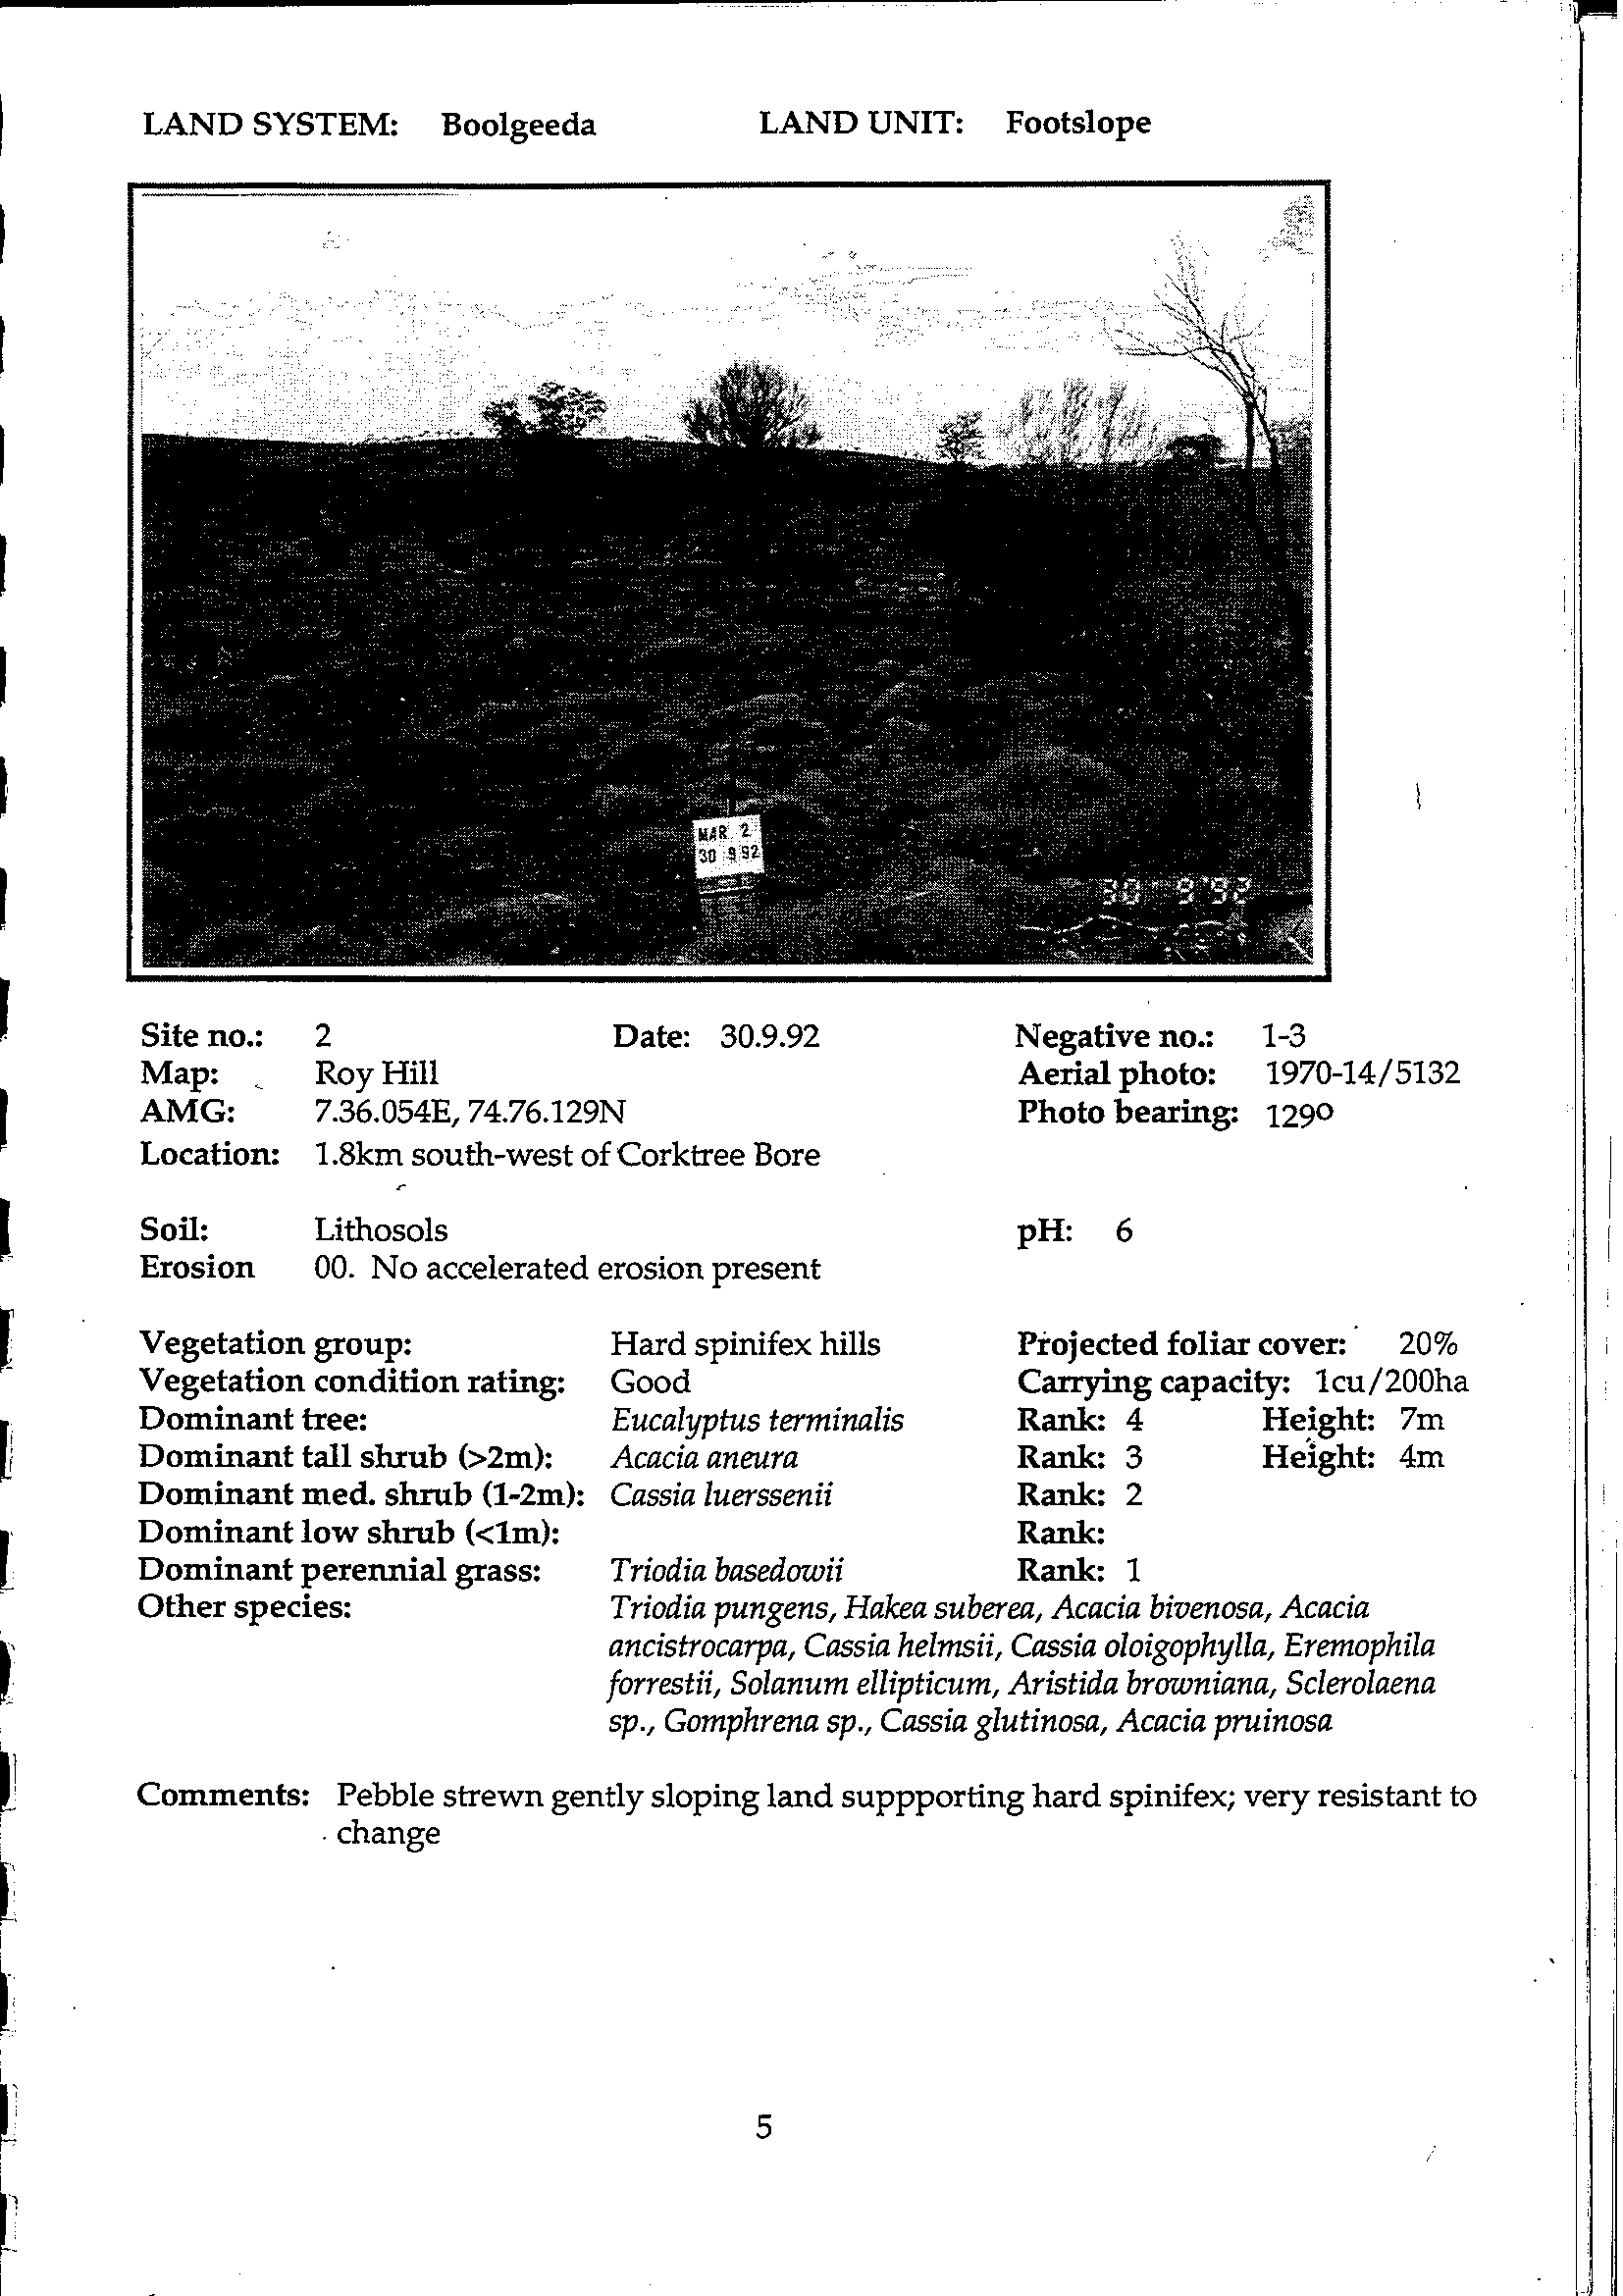 LAND SYSTEM: Boolgeeda LAND UNIT: Footslope
MAR 2
30 9 92
30 9'92
Site no.: 2 Date: 30.9.92 Negative no.: 1-3
Map: Roy Hill Aerial photo: 1970-14/5132
AMG: 7.36.054E, 74.76.129N Photo bearing: 129º
Location: 1.8km south-west of Corktree Bore
Soil: Lithosols pH: 6
Erosion 00. No accelerated erosion present
Vegetation group: Hard spinifex hills Projected foliar cover: 20%
Vegetation condition rating: Good Carrying capacity: 1cu/200ha
Dominant tree: Eucalyptus terminalis Rank: 4 Height: 7m
Dominant tall shrub (>2m): Acacia aneura Rank: 3 Height: 4m
Dominant med. shrub (1-2m): Cassia luerssenii Rank: 2
Dominant low shrub (<1m): Rank:
Dominant perennial grass: Triodia basedowii Rank: 1
Other species: Triodia pungens, Hakea suberea, Acacia bivenosa, Acacia
ancistrocarpa, Cassia helmsii, Cassia oloigophylla, Eremophila
forrestii, Solanum ellipticum, Aristida browniana, Sclerolaena
sp., Gomphrena sp., Cassia glutinosa, Acacia pruinosa
Comments: Pebble strewn gently sloping land suppporting hard spinifex; very resistant to
change
5